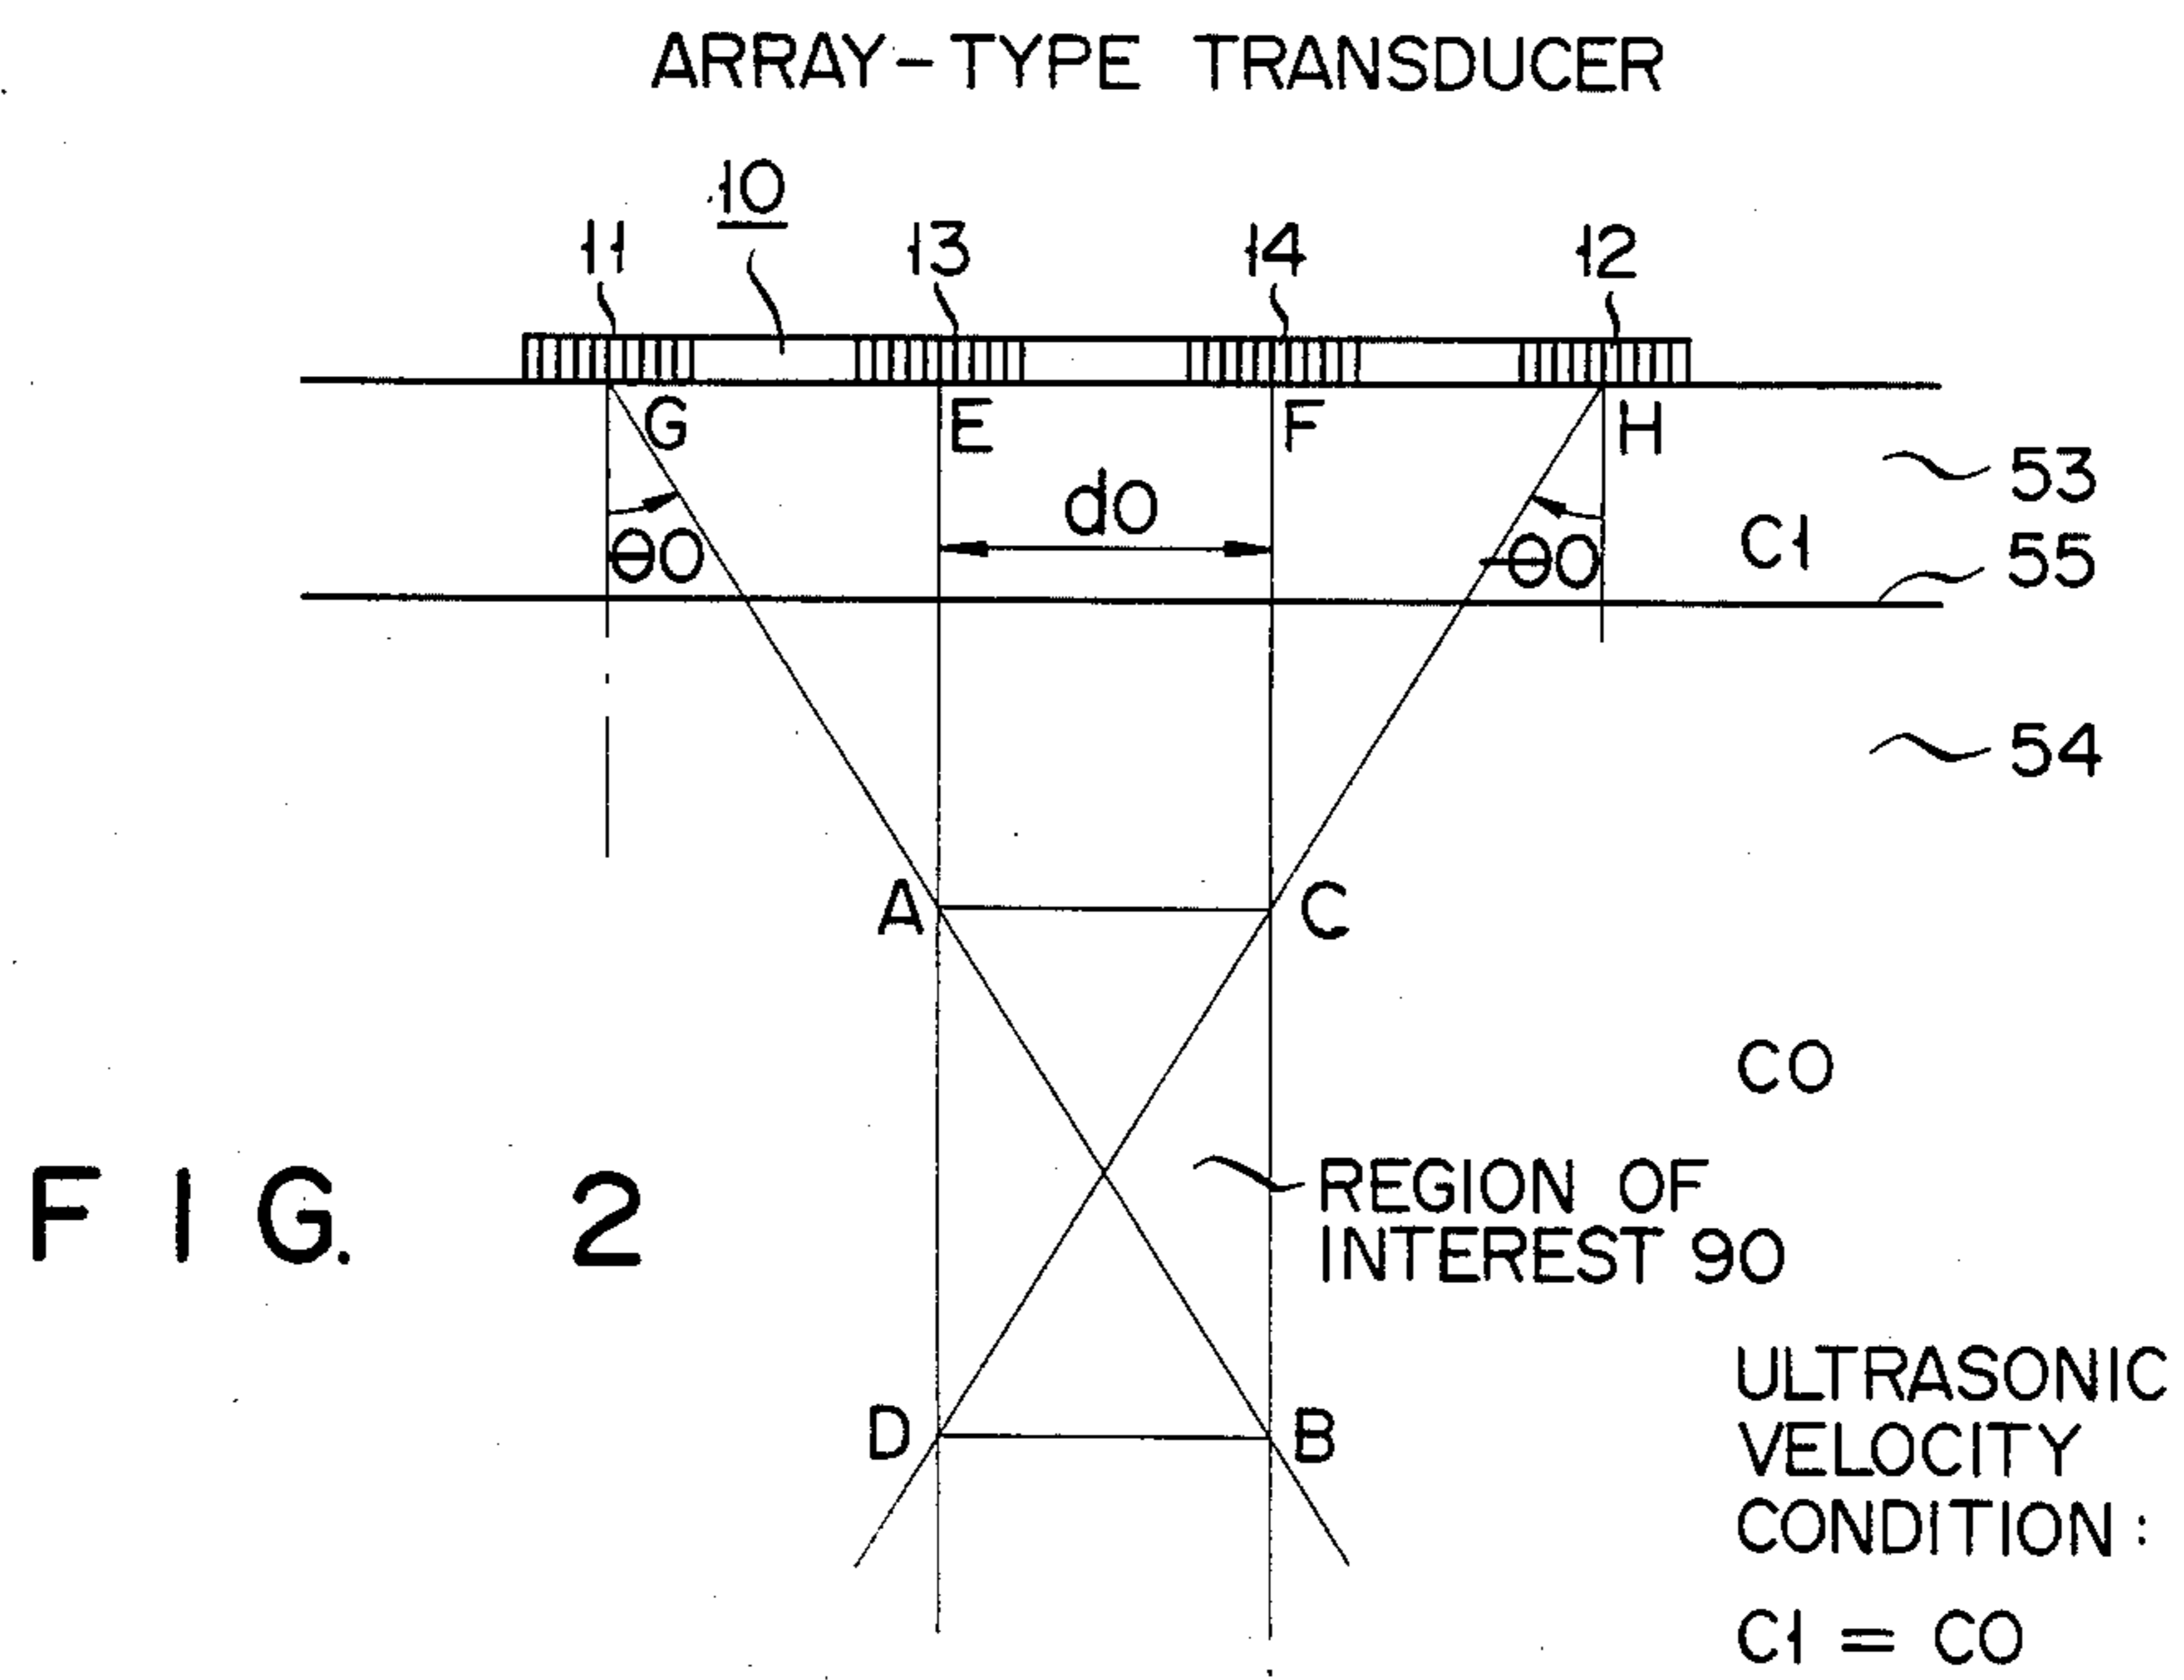 ARRAY-TYPE TRANSDUCER
10
11
13
14
12
G
E
F
H
53
d0
θ0
θ0
C1
55
54
A
C
C0
REGION OF
INTEREST 90
FIG. 2
D
B
ULTRASONIC
VELOCITY
CONDITION:
C1 = C0